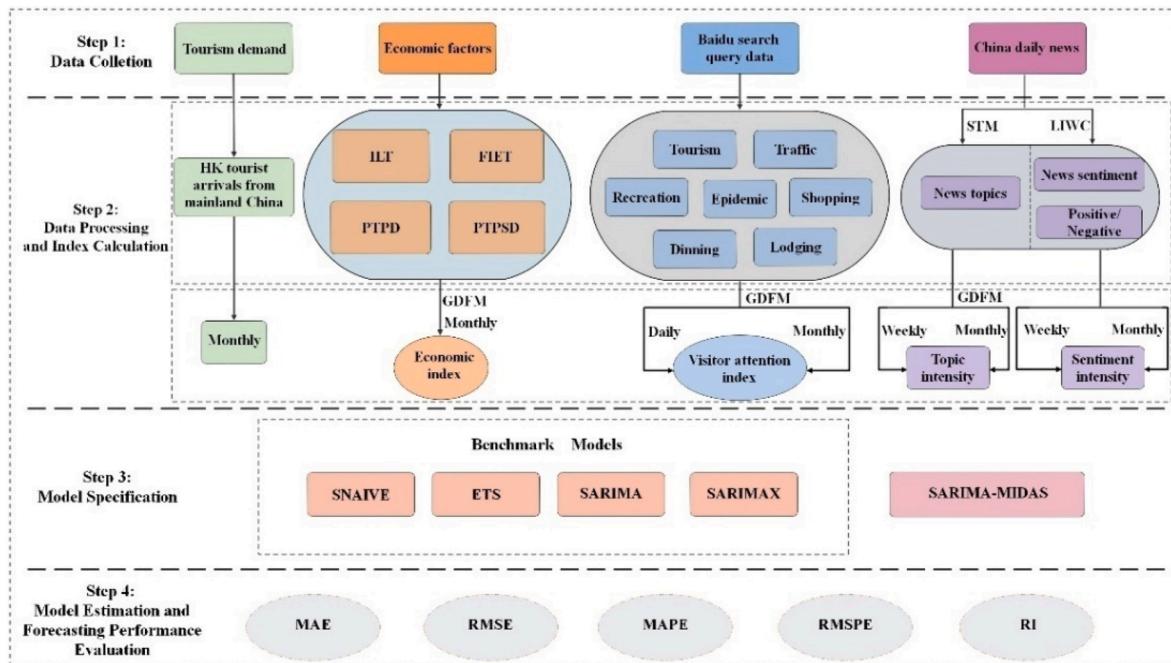 Step 1:
Data Colletion
Tourism demand
Economic factors
Baidu search
query data
China daily news
STM
LIWC
Step 2:
Data Processing
and Index Calculation
HK tourist
arrivals from
mainland China
ILT
FIET
PTPD
PTPSD
Tourism
Traffic
Recreation
Epidemic
Shopping
Dinning
Lodging
News topics
News sentiment
Positive/
Negative
GDFM
Monthly
GDFM
GDFM
Monthly
Economic
index
Daily
Monthly
Visitor attention
index
Weekly
Monthly
Topic
intensity
Weekly
Monthly
Sentiment
intensity
Step 3:
Model Specification
Benchmark Models
SNAIVE
ETS
SARIMA
SARIMAX
SARIMA-MIDAS
Step 4:
Model Estimation and
Forecasting Performance
Evaluation
MAE
RMSE
MAPE
RMSPE
RI